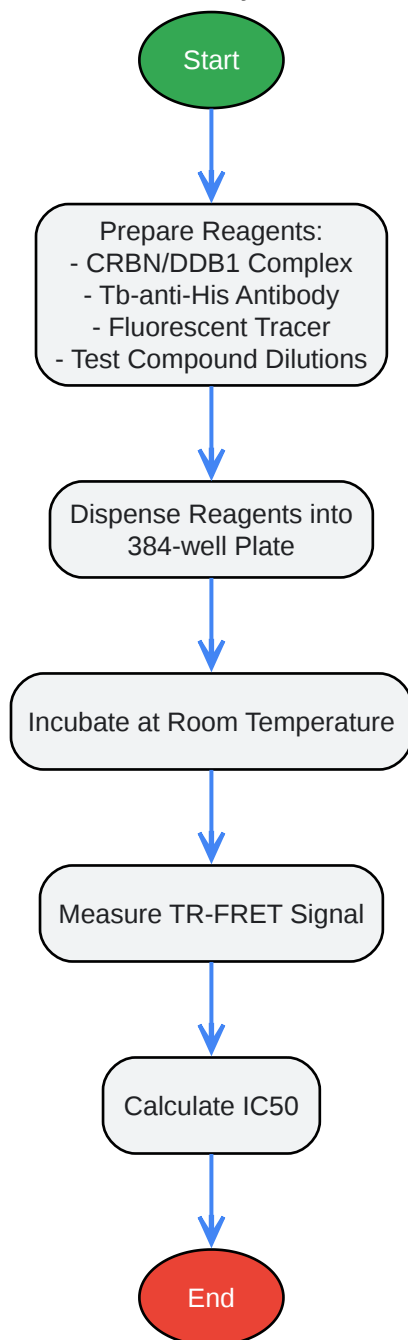 Start
Prepare Reagents:
- CRBN/DDB1 Complex
- Tb-anti-His Antibody
- Fluorescent Tracer
- Test Compound Dilutions
Dispense Reagents into
384-well Plate
Incubate at Room Temperature
Measure TR-FRET Signal
Calculate IC50
End